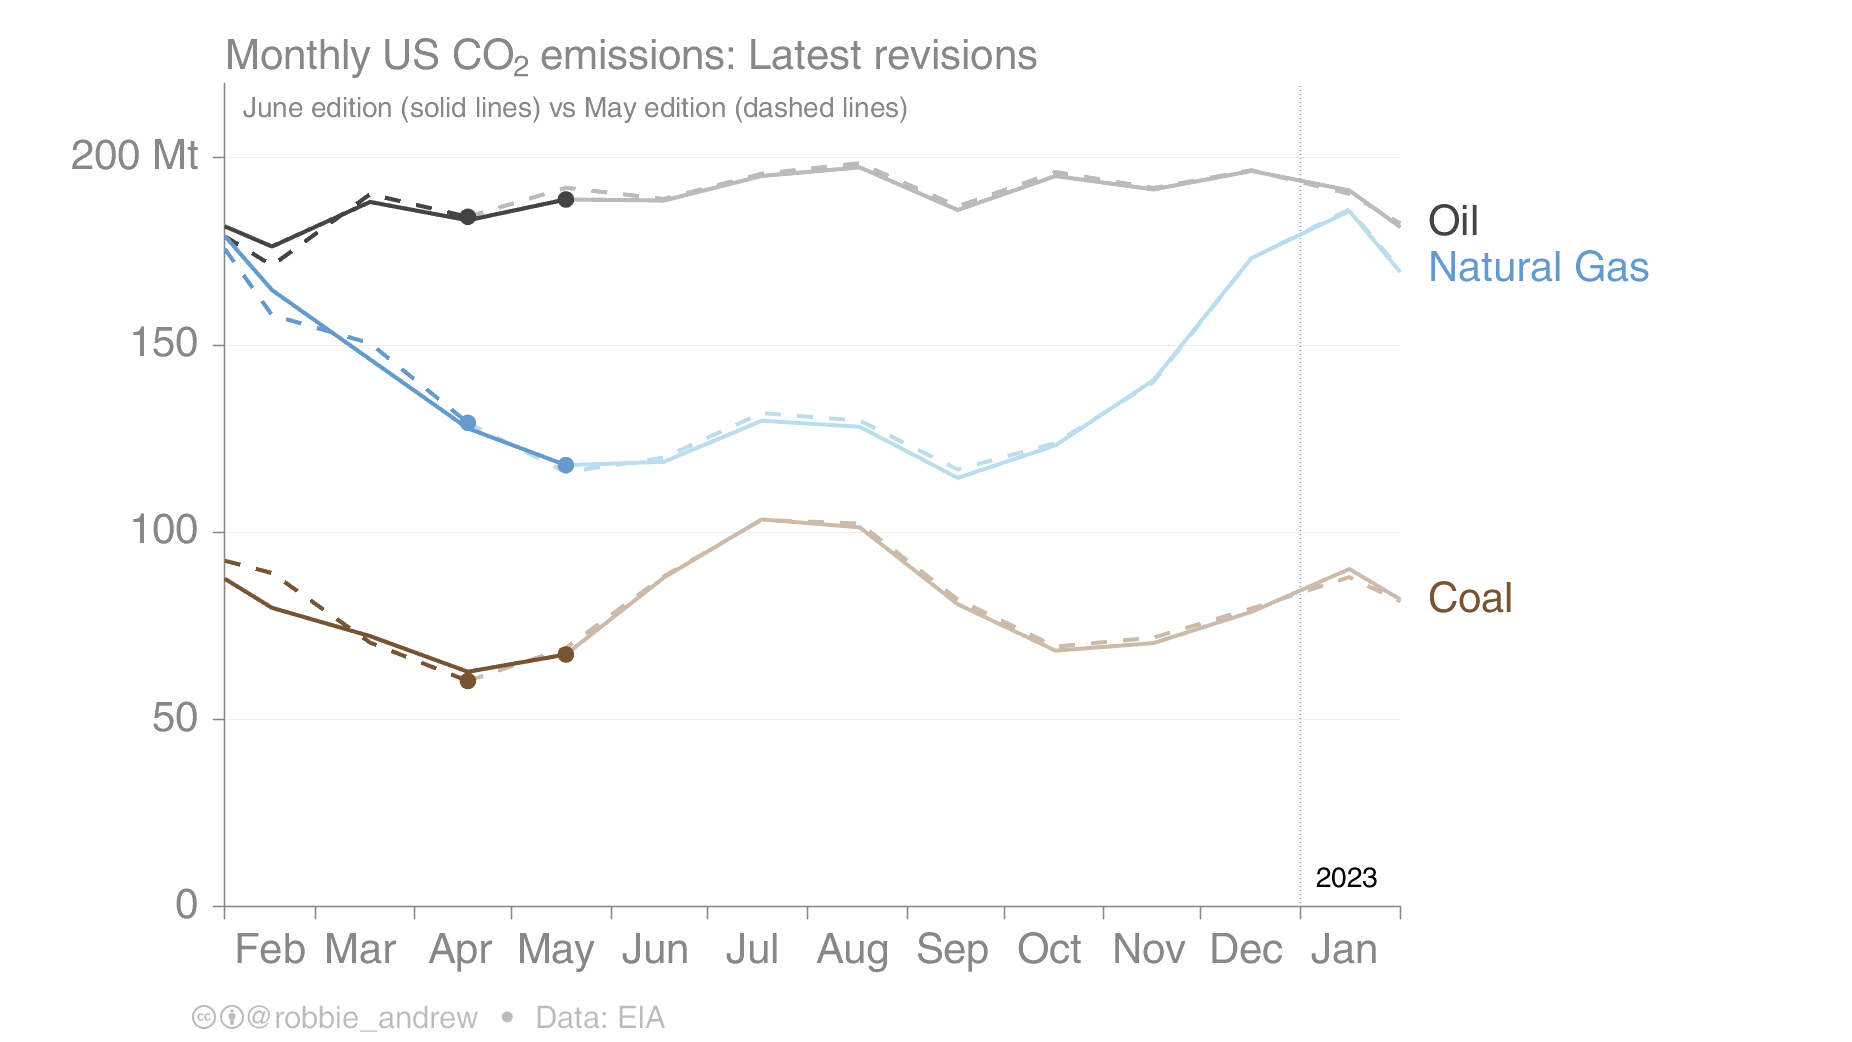 Monthly US CO₂ emissions: Latest revisions
June edition (solid lines) vs May edition (dashed lines)
200 Mt
150
100
50
0
Oil
Natural Gas
Coal
2023
Feb Mar Apr May Jun Jul Aug Sep Oct Nov Dec Jan
cc @robbie_andrew • Data: EIA